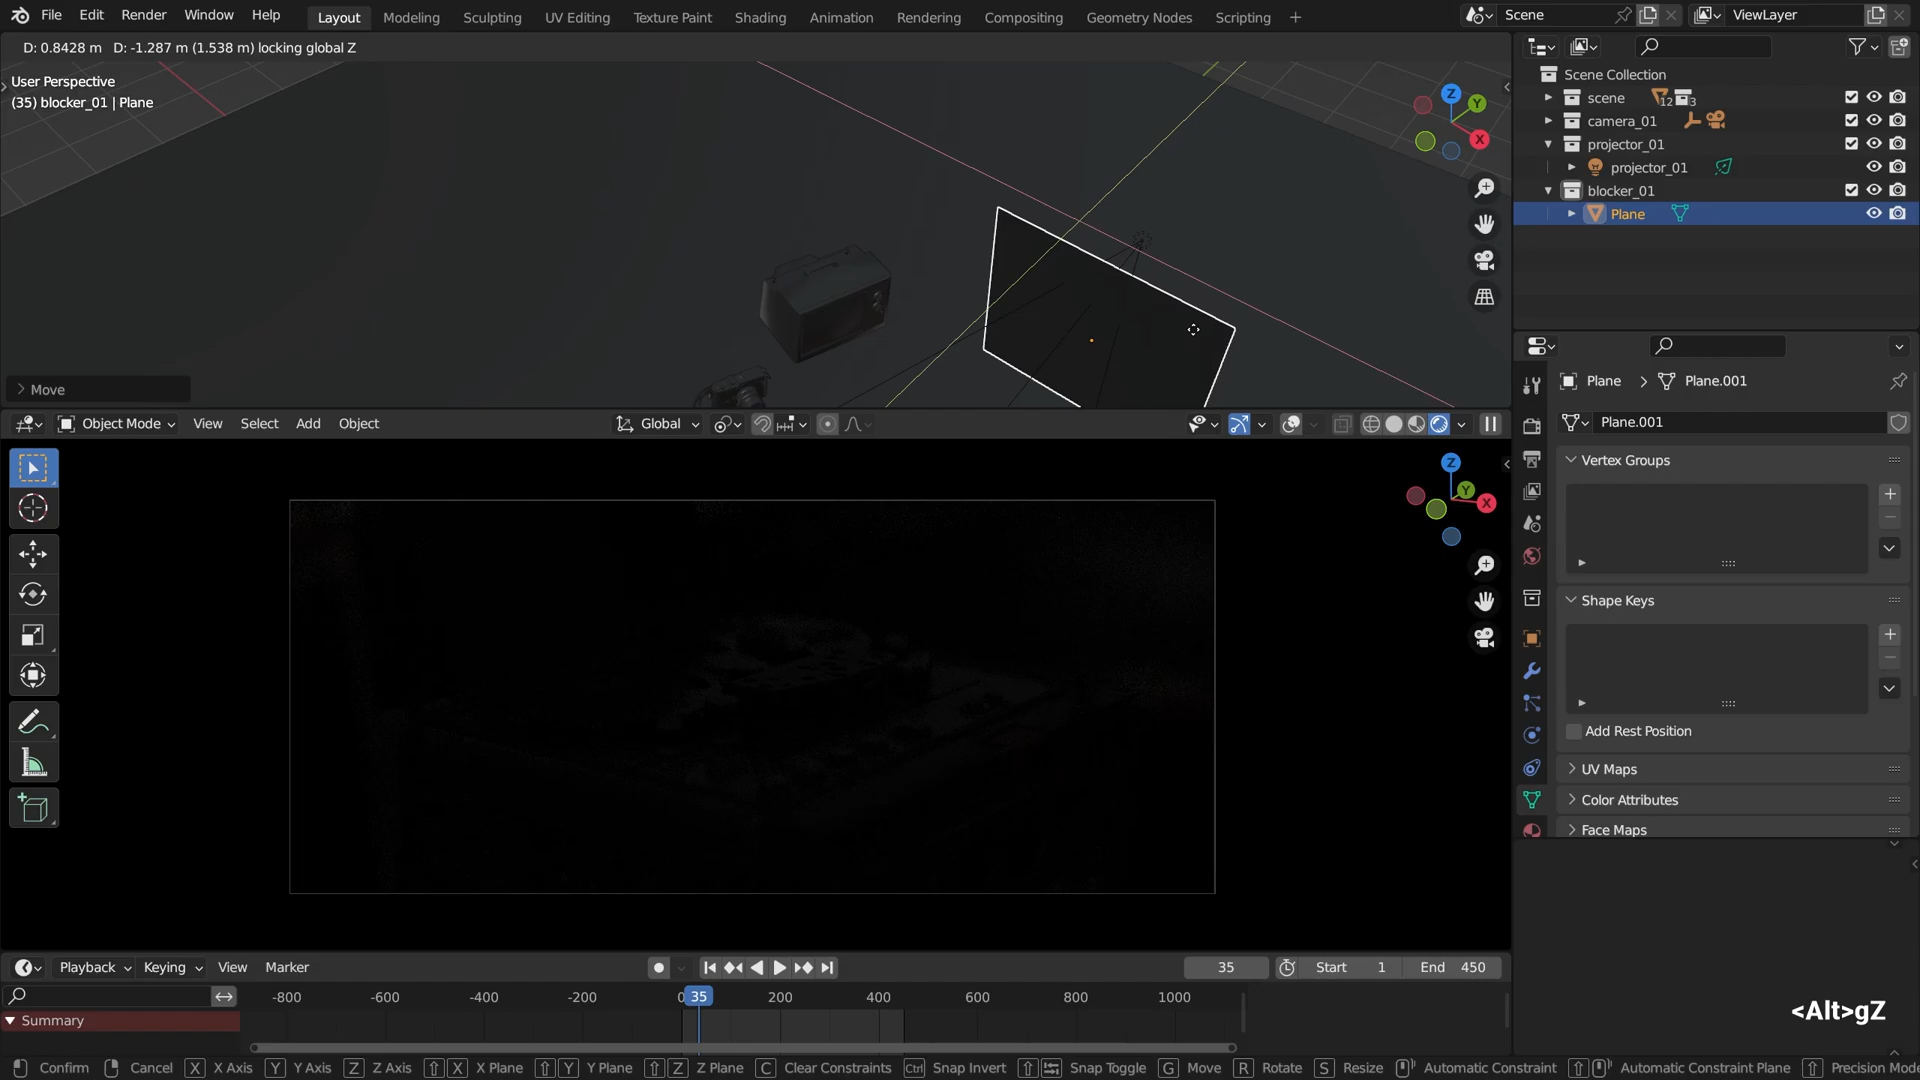 File Edit Render Window Help Layout Modeling Sculpting UV Editing Texture Paint Shading Animation Rendering Compositing Geometry Nodes Scripting + Scene ViewLayer
D: 0.8428 m D: -1.287 m (1.538 m) locking global Z
User Perspective
(35) blocker_01 | Plane
Z
Y
X
Move
Scene Collection
scene 12 3
camera_01
projector_01
projector_01
blocker_01
Plane
Object Mode View Select Add Object Global
Z
Y
X
Plane > Plane.001
Plane.001
Vertex Groups
Shape Keys
Add Rest Position
UV Maps
Color Attributes
Face Maps
Playback Keying View Marker 35 Start 1 End 450
-800 -600 -400 -200 0 35 200 400 600 800 1000
Summary
<Alt>gZ
Confirm Cancel X X Axis Y Y Axis Z Z Axis X X Plane Y Y Plane Z Z Plane C Clear Constraints Ctrl Snap Invert Snap Toggle G Move R Rotate S Resize Automatic Constraint Automatic Constraint Plane Precision Mode